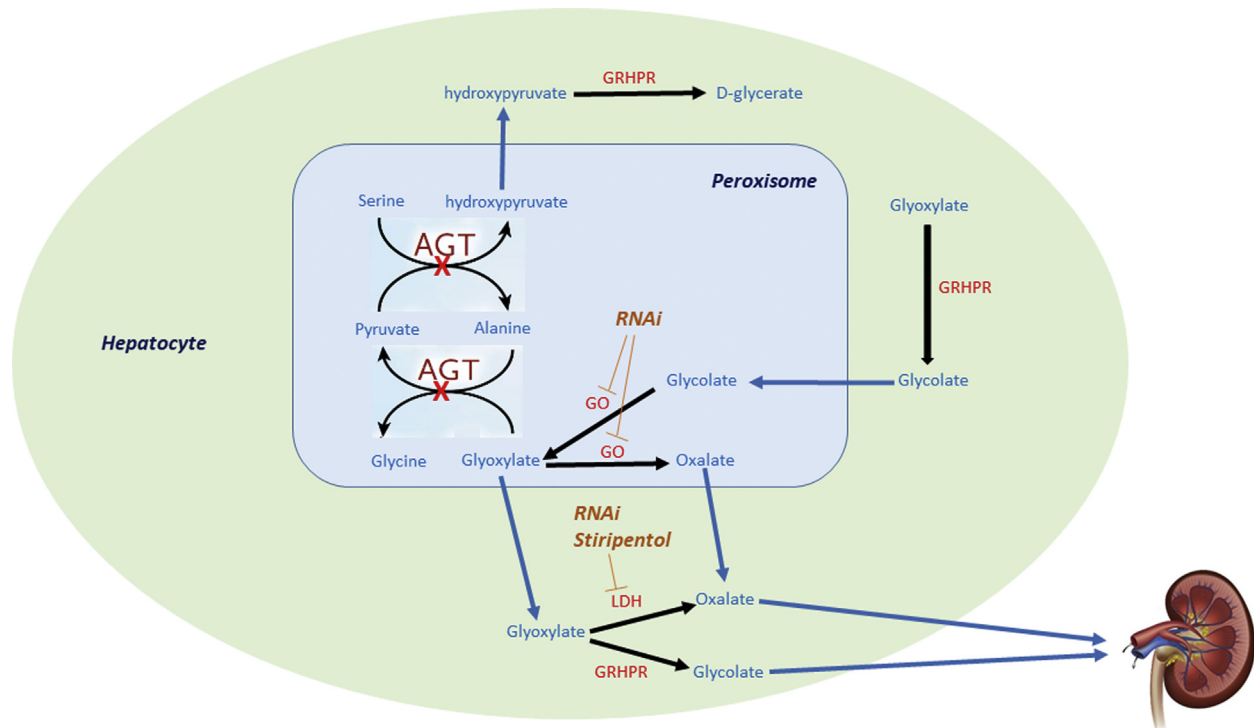 GRHPR
hydroxypyruvate
D-glycerate
Peroxisome
Serine
hydroxypyruvate
Glyoxylate
AGT
X
GRHPR
RNAi
Pyruvate
Alanine
Hepatocyte
AGT
X
Glycolate
Glycolate
GO
GO
Glycine
Glyoxylate
Oxalate
RNAi
Stiripentol
LDH
Oxalate
Glyoxylate
GRHPR
Glycolate